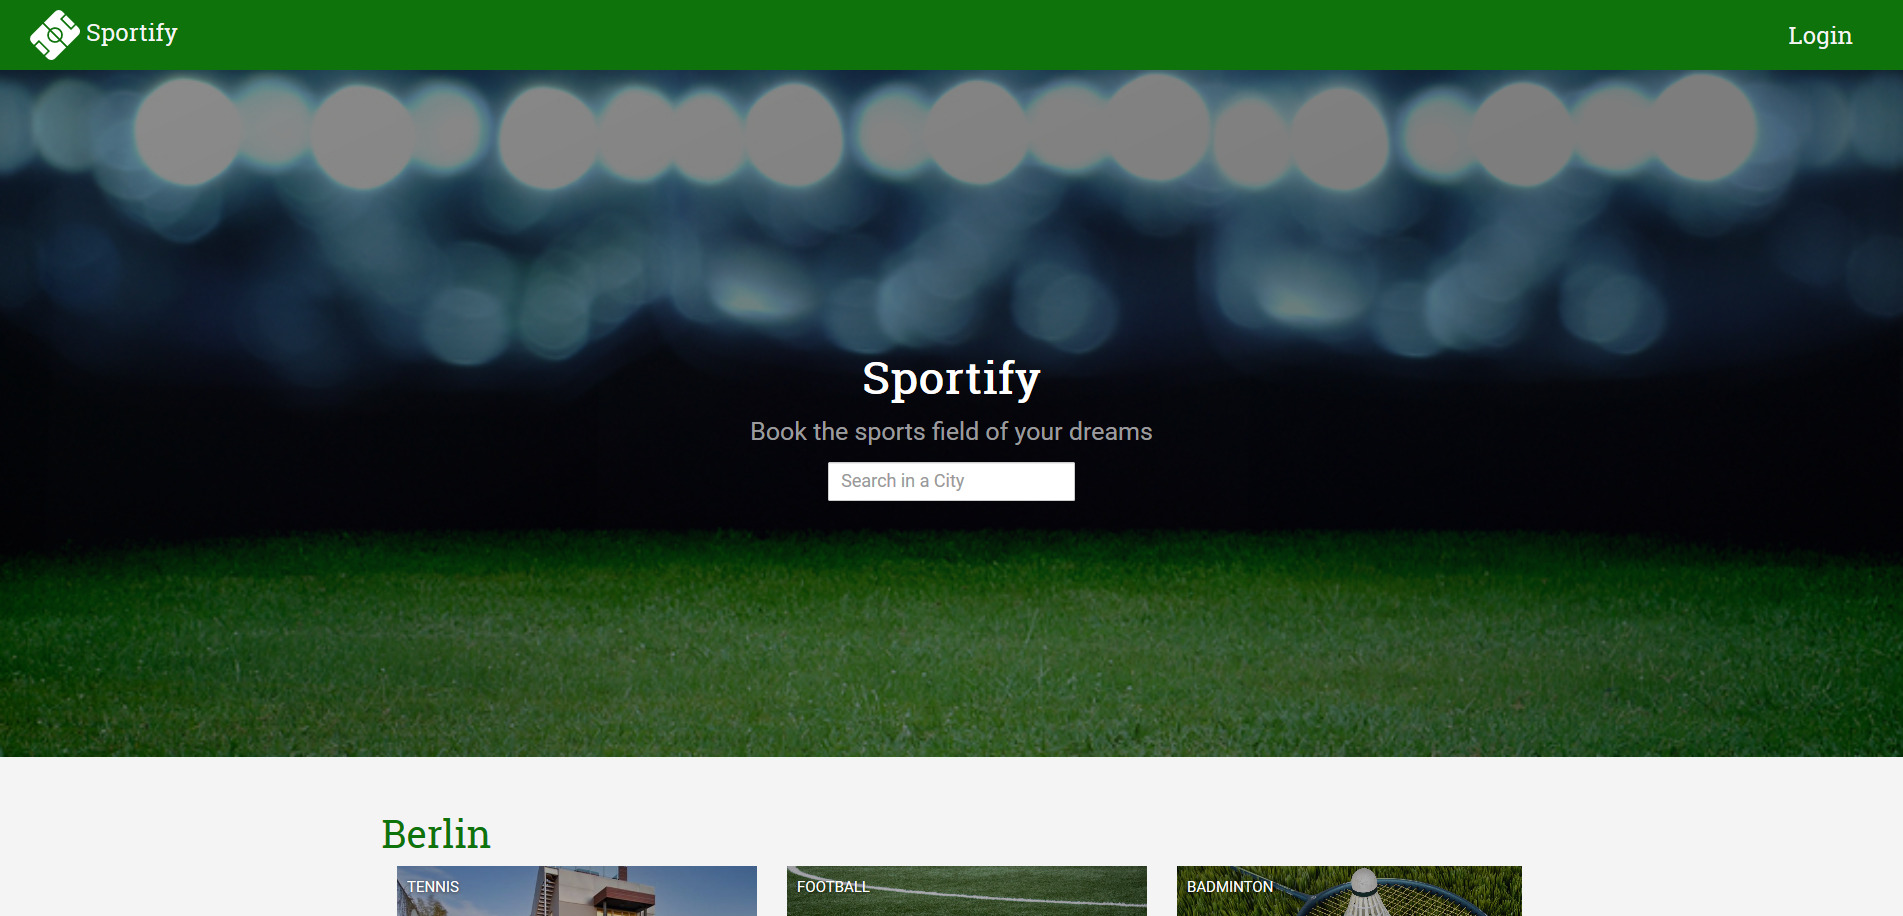 Sportify
Login
Sportify
Book the sports field of your dreams
Search in a City
Berlin
TENNIS
FOOTBALL
BADMINTON